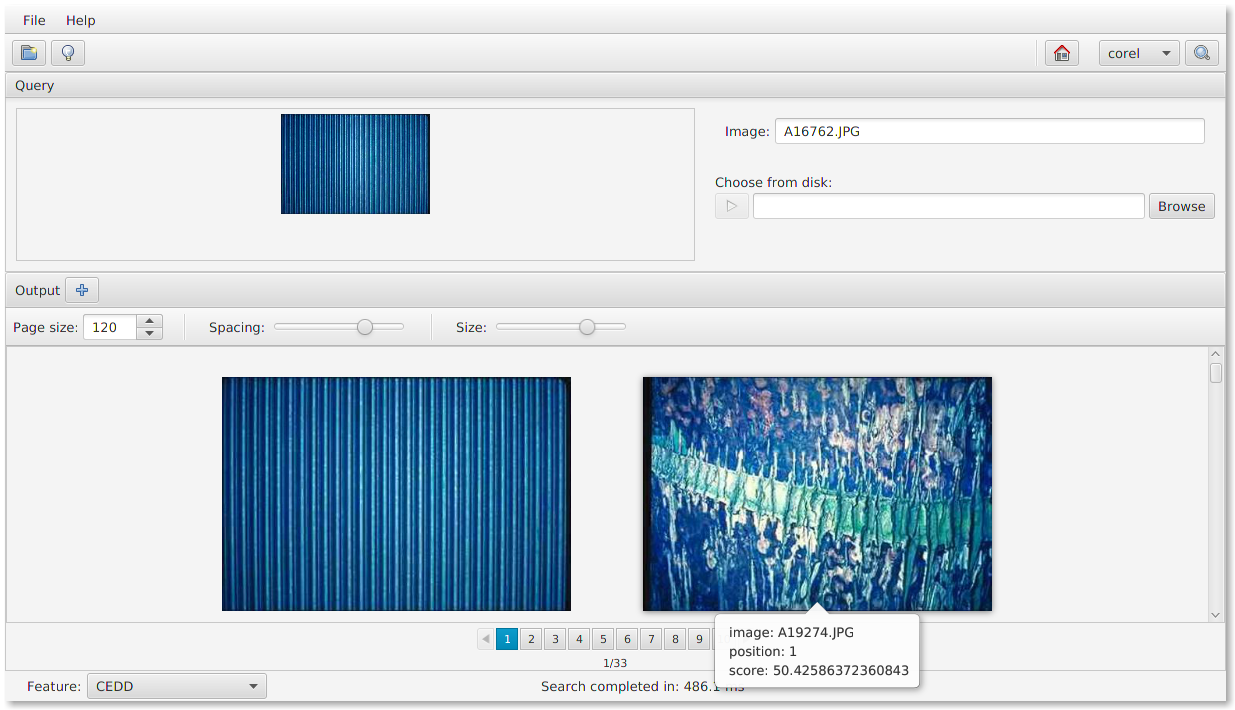 File Help
corel
Query
Image: A16762.JPG
Choose from disk:
Browse
Output
Page size: 120 Spacing: Size:
1 2 3 4 5 6 7 8 9
1/33
image: A19274.JPG
position: 1
score: 50.42586372360843
Feature: CEDD Search completed in: 486.1 ms